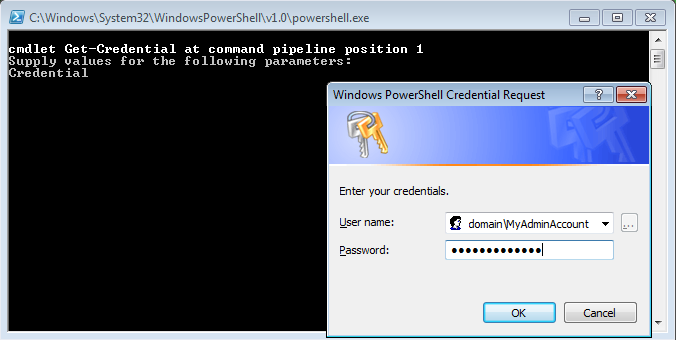 C:\Windows\System32\WindowsPowerShell\v1.0\powershell.exe
cmdlet Get-Credential at command pipeline position 1
Supply values for the following parameters:
Credential
Windows PowerShell Credential Request
Enter your credentials.
User name: domain\MyAdminAccount ...
Password: •••••••••••••
OK Cancel